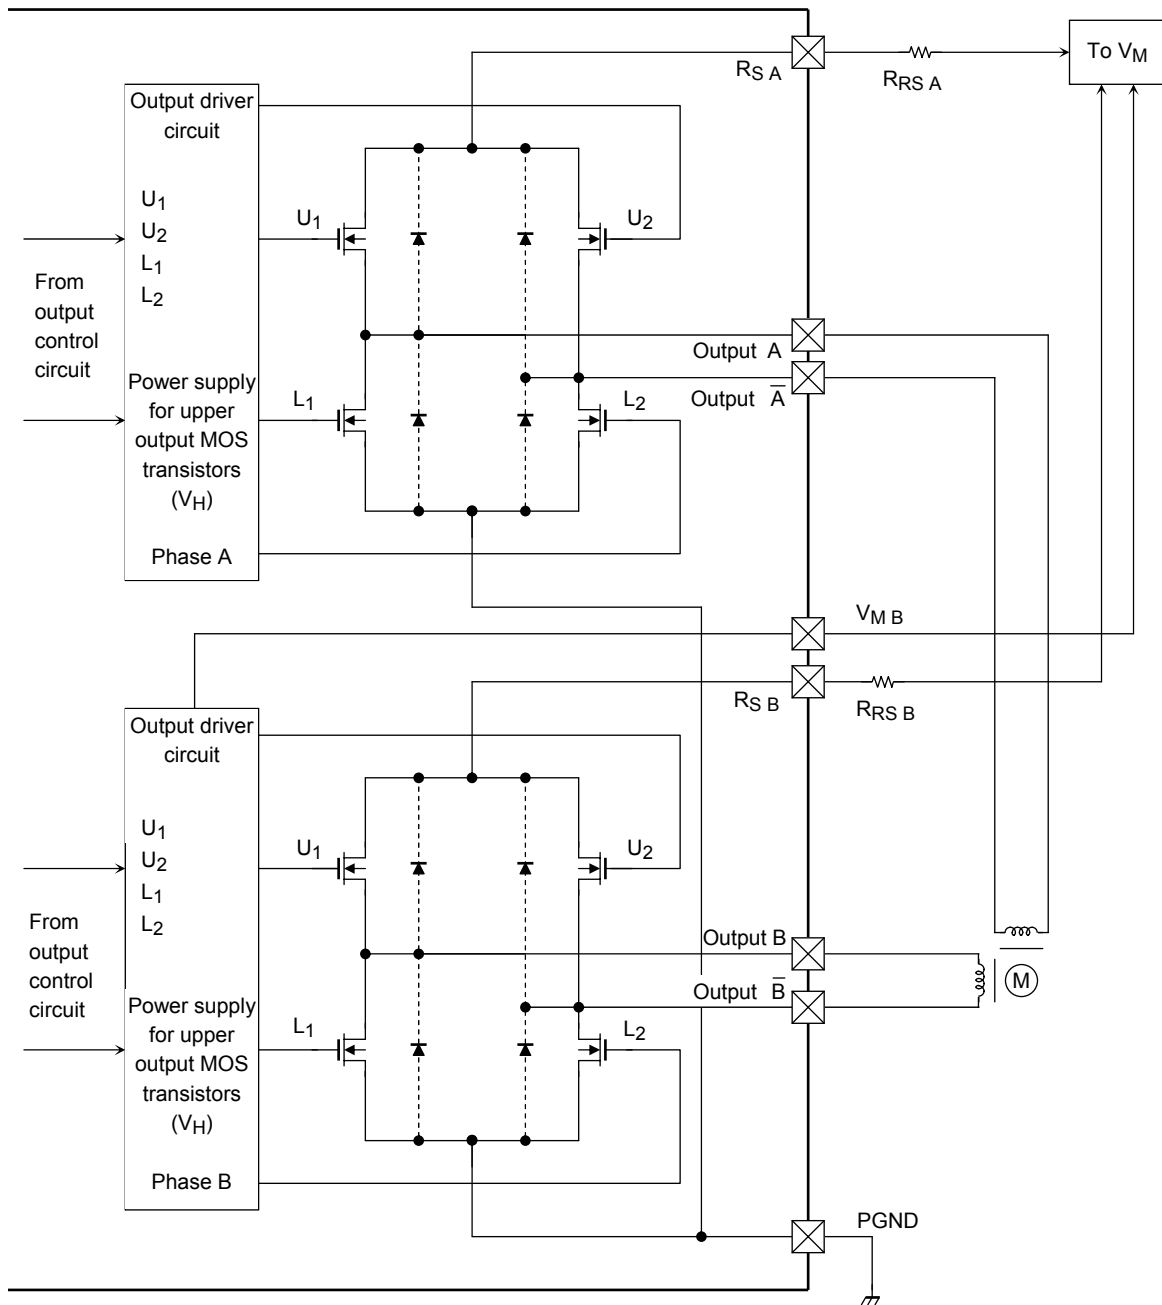 R_S A
R_RS A
To V_M
Output driver
circuit
U_1
U_2
L_1
L_2
U_1
U_2
From
output
control
circuit
Output A
Output A̅
Power supply
for upper
output MOS
transistors
(V_H)
L_1
L_2
Phase A
V_M B
R_S B
R_RS B
Output driver
circuit
U_1
U_2
L_1
L_2
U_1
U_2
From
output
control
circuit
Output B
Output B̅
M
Power supply
for upper
output MOS
transistors
(V_H)
L_1
L_2
Phase B
PGND